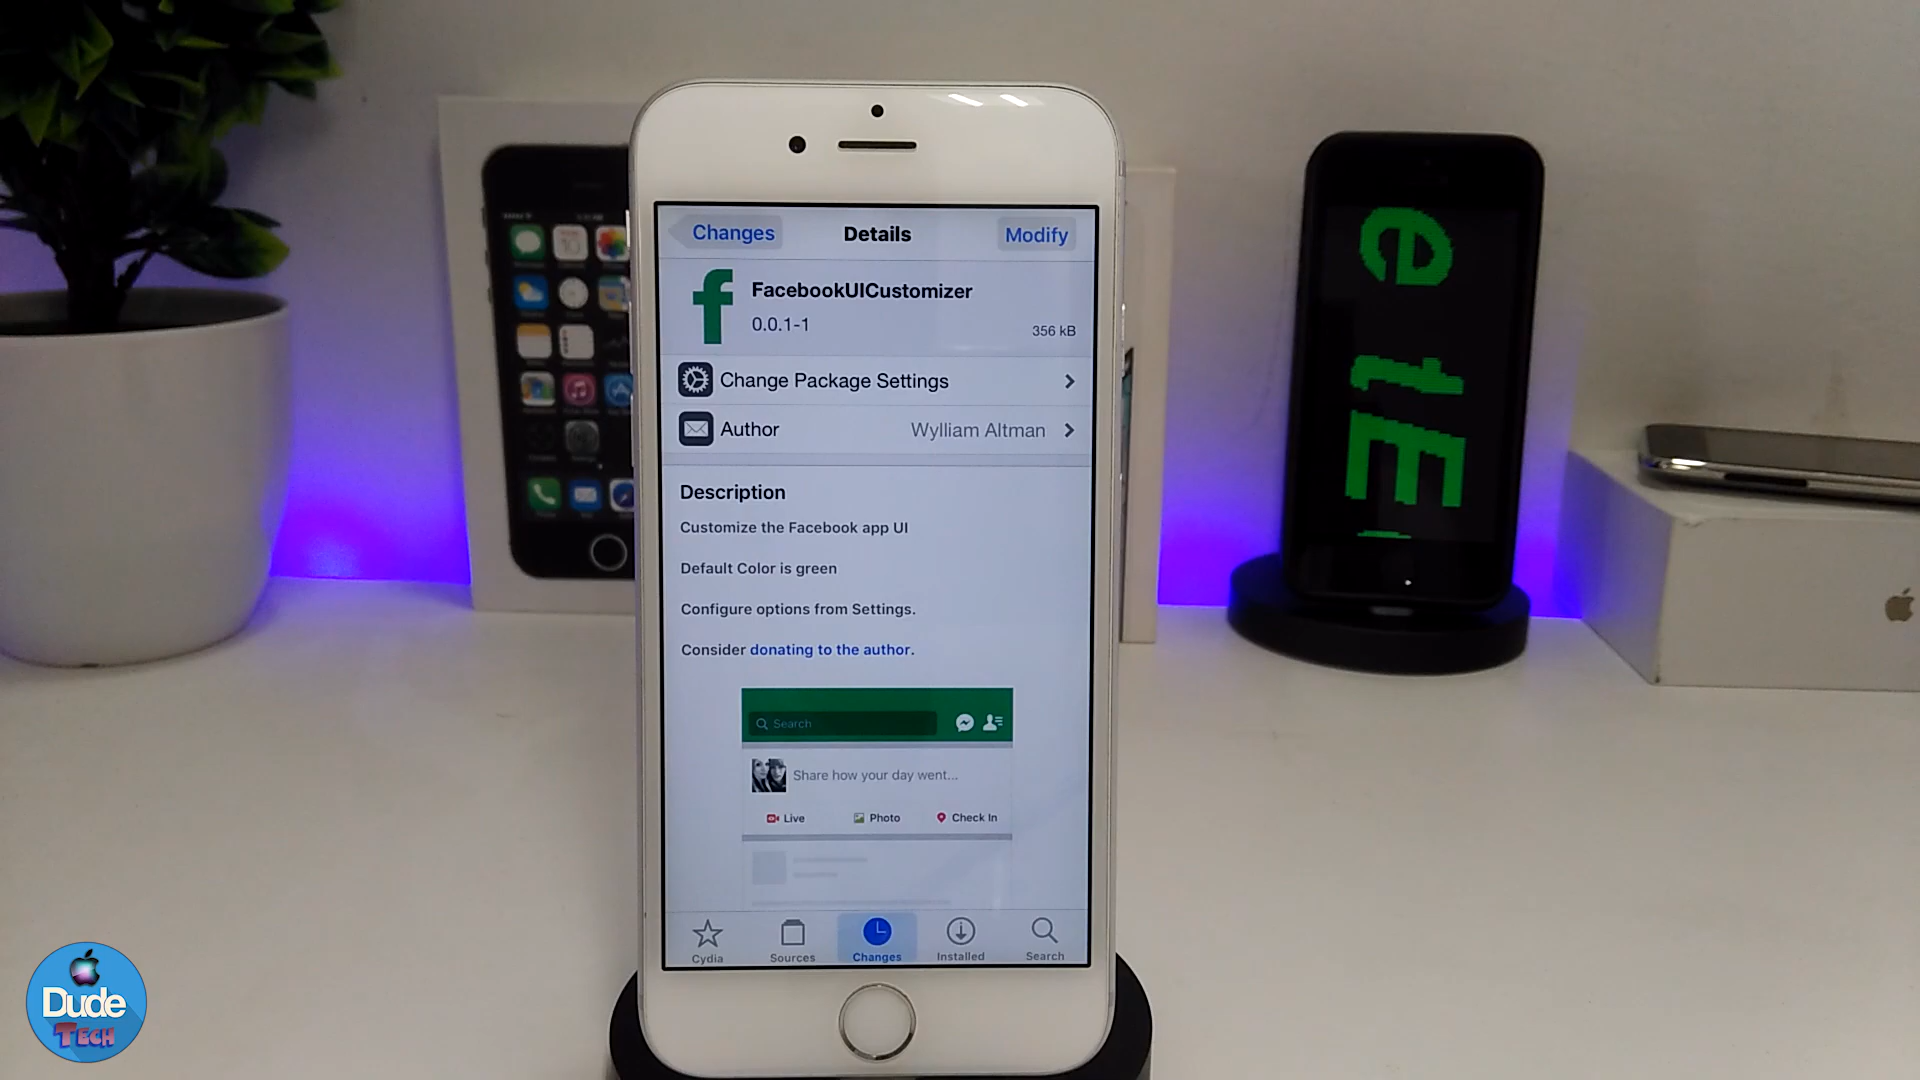 Changes
Details
Modify
FacebookUICustomizer
0.0.1-1
356 kB
Change Package Settings
Author
Wylliam Altman
Description
Customize the Facebook app UI
Default Color is green
Configure options from Settings.
Consider donating to the author.
Search
Share how your day went...
Live
Photo
Check In
Cydia
Sources
Changes
Installed
Search
e tE
Dude
TECH